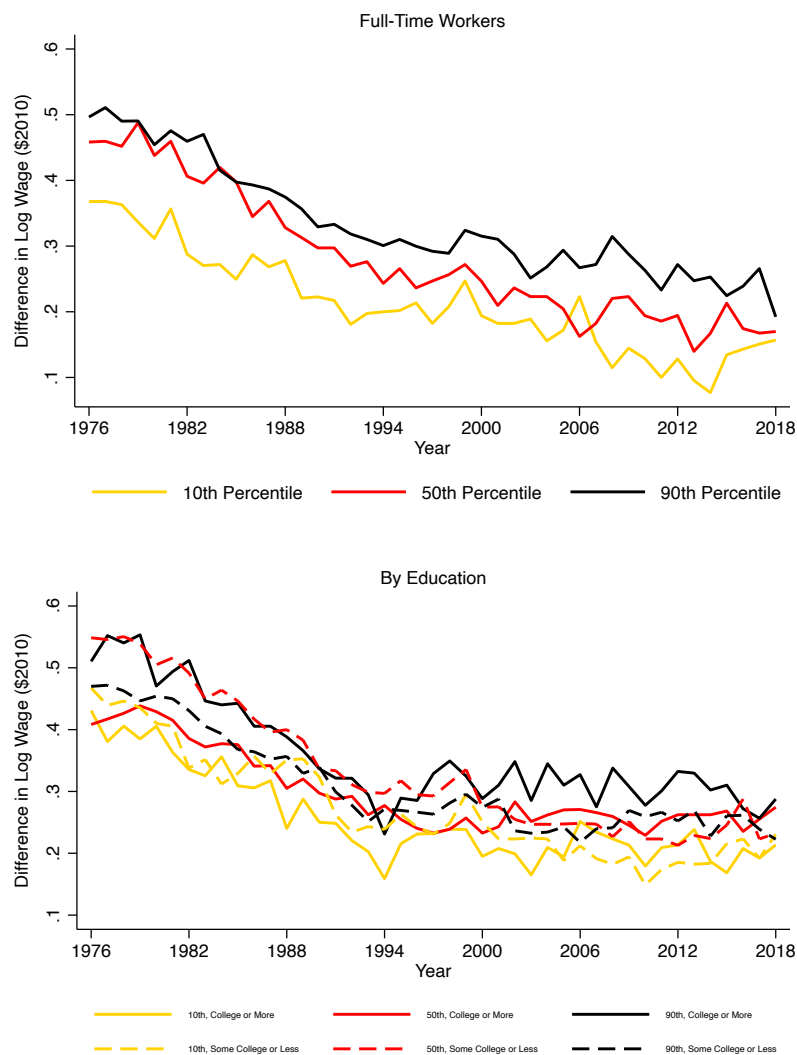 Full-Time Workers
Difference in Log Wage ($2010)
.6
.5
.4
.3
.2
.1
1976 1982 1988 1994 2000 2006 2012 2018
Year
10th Percentile 50th Percentile 90th Percentile
By Education
Difference in Log Wage ($2010)
.6
.5
.4
.3
.2
.1
1976 1982 1988 1994 2000 2006 2012 2018
Year
10th, College or More 50th, College or More 90th, College or More
10th, Some College or Less 50th, Some College or Less 90th, Some College or Less